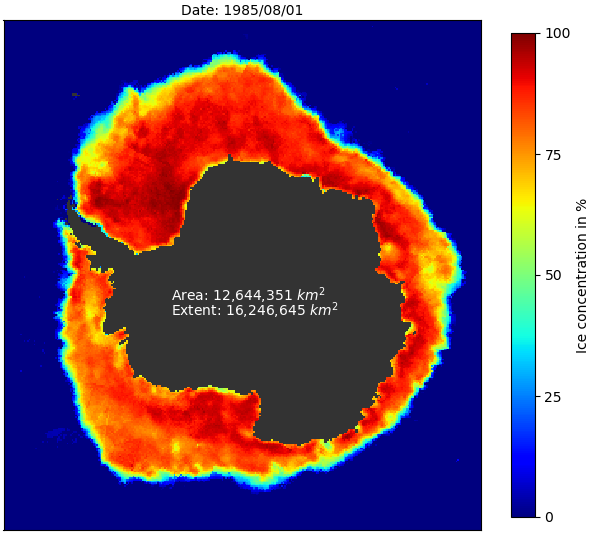 Date: 1985/08/01
100
75
50
25
0
Ice concentration in %
Area: 12,644,351 km²
Extent: 16,246,645 km²